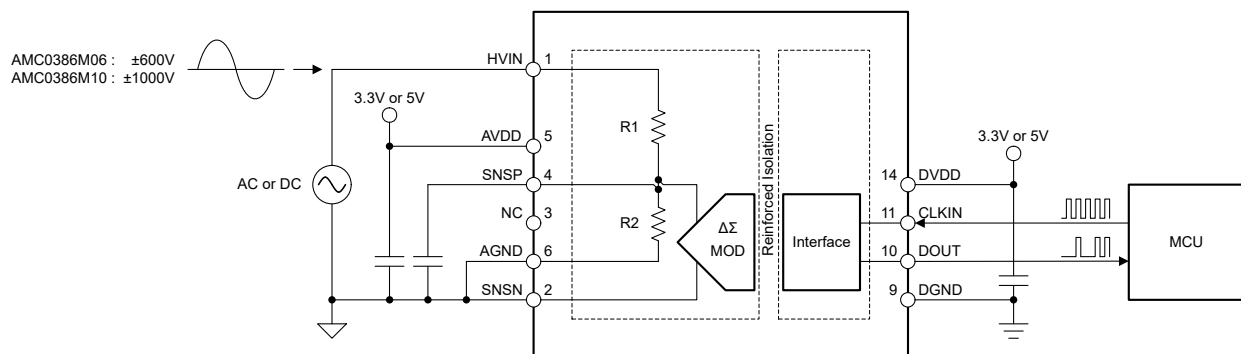 AMC0386M06 : ±600V
AMC0386M10 : ±1000V
HVIN 1
3.3V or 5V
R1
AVDD 5
AC or DC
SNSP 4
NC 3
R2
AGND 6
SNSN 2
ΔΣ
MOD
Reinforced Isolation
Interface
3.3V or 5V
14 DVDD
11 CLKIN
10 DOUT
9 DGND
MCU